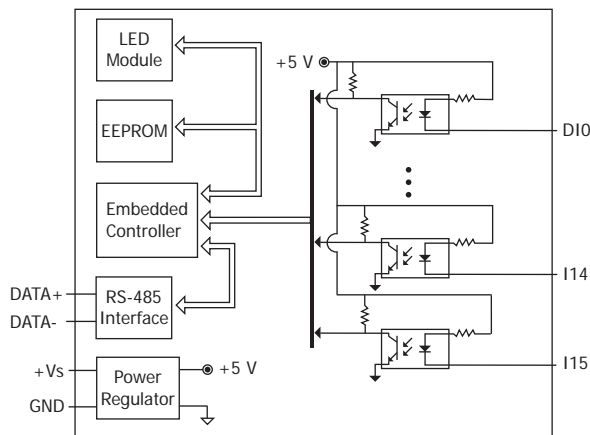 LED
Module
EEPROM
Embedded
Controller
DATA+
DATA-
RS-485
Interface
+Vs
GND
Power
Regulator
+5 V
+5 V
DI0
I14
I15